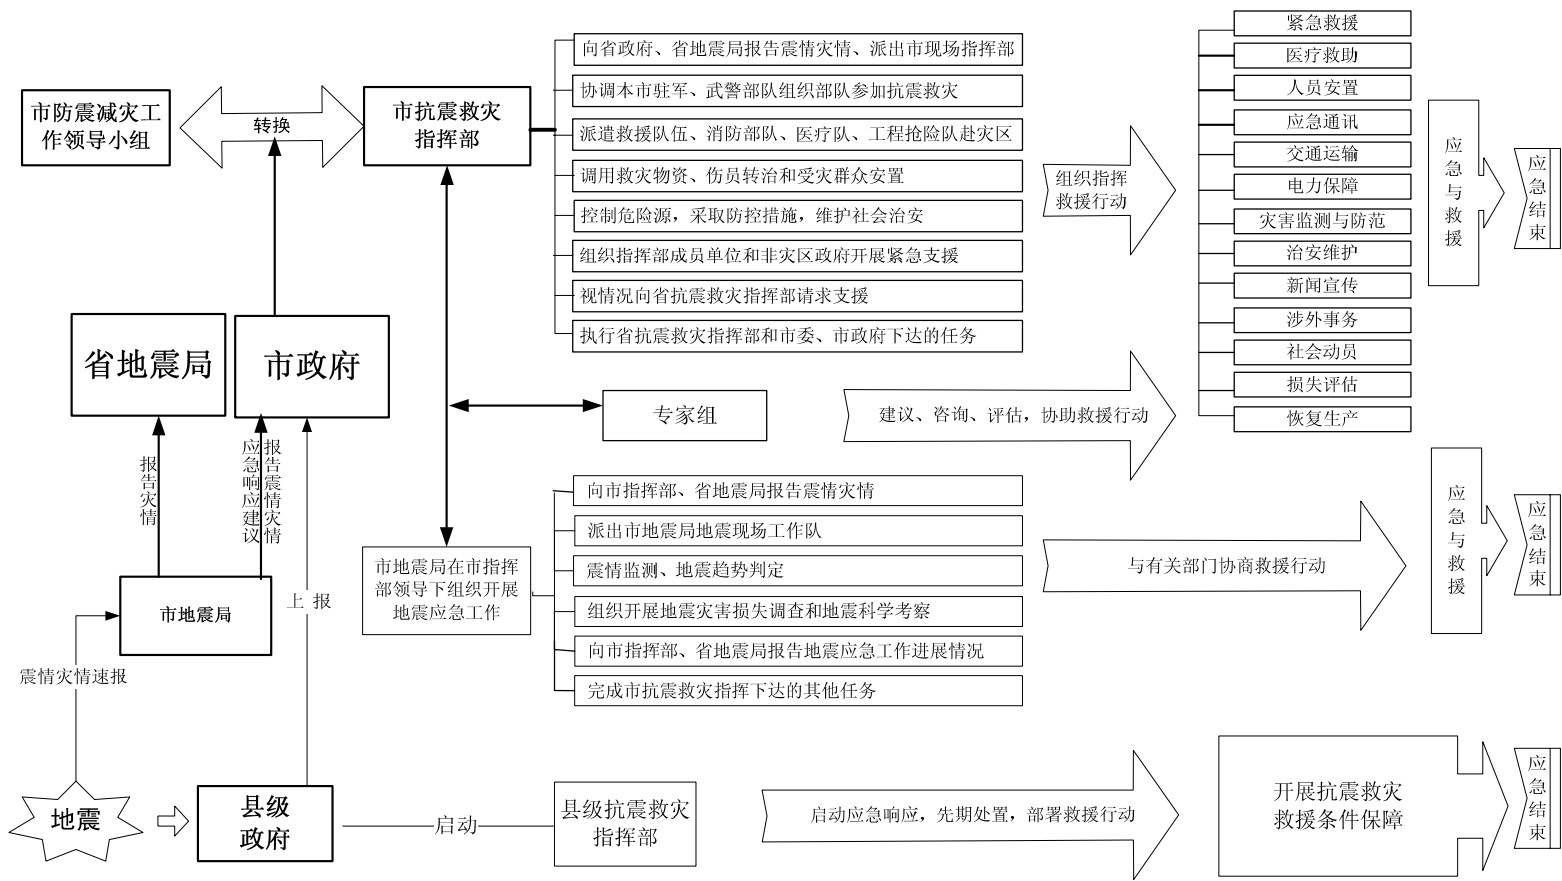 市防震减灾工
作领导小组
转换
市抗震救灾
指挥部
向省政府、省地震局报告震情灾情、派出市现场指挥部
协调本市驻军、武警部队组织部队参加抗震救灾
派遣救援队伍、消防部队、医疗队、工程抢险队赴灾区
调用救灾物资、伤员转治和受灾群众安置
控制危险源，采取防控措施，维护社会治安
组织指挥部成员单位和非灾区政府开展紧急支援
视情况向省抗震救灾指挥部请求支援
执行省抗震救灾指挥部和市委、市政府下达的任务
组织指挥
救援行动
紧急救援
医疗救助
人员安置
应急通讯
交通运输
电力保障
灾害监测与防范
治安维护
新闻宣传
涉外事务
社会动员
损失评估
恢复生产
应急与救援
应急结束
省地震局
市政府
专家组
建议、咨询、评估，协助救援行动
报告灾情
应急响应建议
报告震情灾情
上 报
市地震局
震情灾情速报
市地震局在市指挥
部领导下组织开展
地震应急工作
向市指挥部、省地震局报告震情灾情
派出市地震局地震现场工作队
震情监测、地震趋势判定
组织开展地震灾害损失调查和地震科学考察
向市指挥部、省地震局报告地震应急工作进展情况
完成市抗震救灾指挥下达的其他任务
与有关部门协商救援行动
应急与救援
应急结束
地震
县级
政府
启动
县级抗震救灾
指挥部
启动应急响应，先期处置，部署救援行动
开展抗震救灾
救援条件保障
应急结束